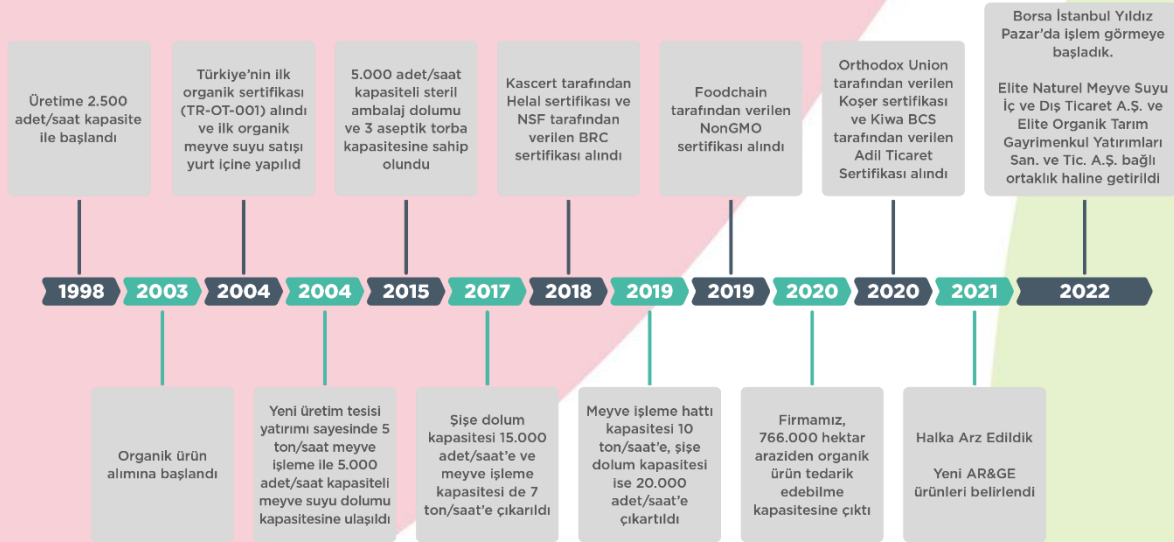 Üretime 2.500
adet/saat kapasite
ile başlandı
Türkiye'nin ilk
organik sertifikası
(TR-OT-001) alındı
ve ilk organik
meyve suyu satışı
yurt içine yapılıd
5.000 adet/saat
kapasiteli steril
ambalaj dolumu
ve 3 aseptik torba
kapasitesine sahip
olundu
Kascert tarafından
Helal sertifikası ve
NSF tarafından
verilen BRC
sertifikası alındı
Foodchain
tarafından verilen
NonGMO
sertifikası alındı
Orthodox Union
tarafından verilen
Koşer sertifikası
ve Kiwa BCS
tarafından verilen
Adil Ticaret
Sertifikası alındı
Borsa İstanbul Yıldız
Pazar'da işlem görmeye
başladık.
Elite Naturel Meyve Suyu
İç ve Dış Ticaret A.Ş. ve
Elite Organik Tarım
Gayrimenkul Yatırımları
San. ve Tic. A.Ş. bağlı
ortaklık haline getirildi
1998
2003
2004
2004
2015
2017
2018
2019
2019
2020
2020
2021
2022
Organik ürün
alımına başlandı
Yeni üretim tesisi
yatırımı sayesinde 5
ton/saat meyve
işleme ile 5.000
adet/saat kapasiteli
meyve suyu dolumu
kapasitesine ulaşıldı
Şişe dolum
kapasitesi 15.000
adet/saat'e ve
meyve işleme
kapasitesi de 7
ton/saat'e çıkarıldı
Meyve işleme hattı
kapasitesi 10
ton/saat'e, şişe
dolum kapasitesi
ise 20.000
adet/saat'e
çıkartıldı
Firmamız,
766.000 hektar
araziden organik
ürün tedarik
edebilme
kapasitesine çıktı
Halka Arz Edildik
Yeni AR&GE
ürünleri belirlendi